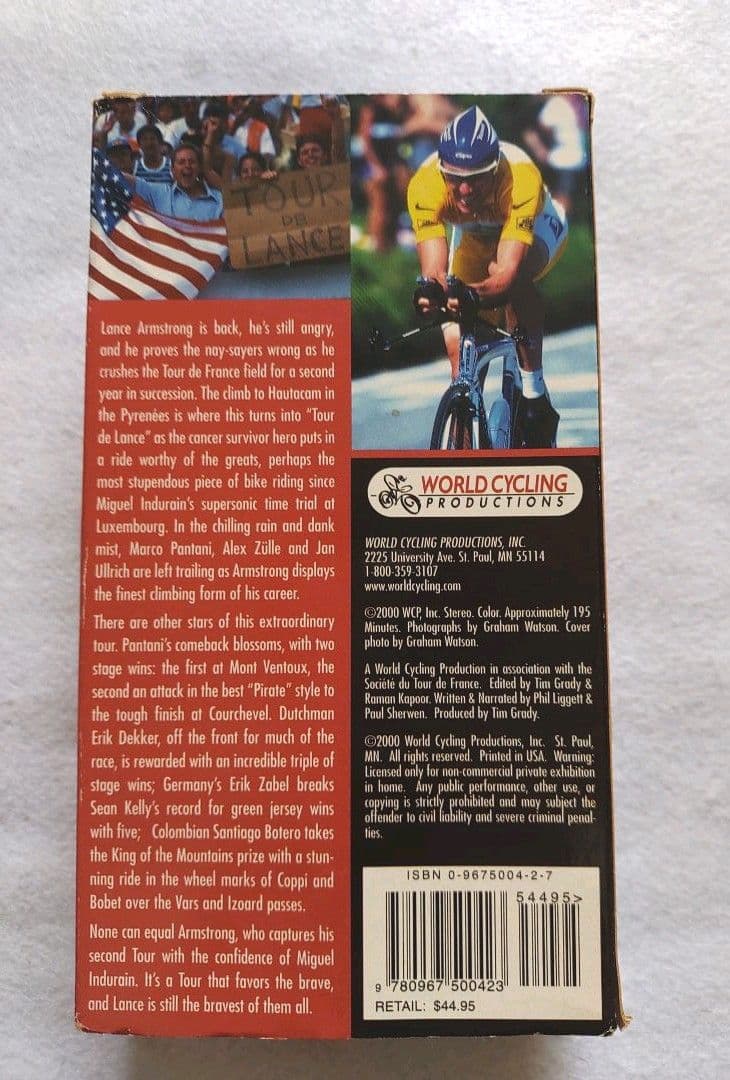 TOUR
DE
LANCE
Lance Armstrong is back, he's still angry,
and he proves the nay-sayers wrong as he
crushes the Tour de France field for a second
year in succession. The climb to Hautacam in
the Pyrenées is where this turns into "Tour
de Lance" as the cancer survivor hero puts in
a ride worthy of the greats, perhaps the
most stupendous piece of bike riding since
Miguel Indurain's supersonic time trial at
Luxembourg. In the chilling rain and dank
mist, Marco Pantani, Alex Zülle and Jan
Ullrich are left trailing as Armstrong displays
the finest climbing form of his career.
There are other stars of this extraordinary
tour. Pantani's comeback blossoms, with two
stage wins: the first at Mont Ventoux, the
second an attack in the best "Pirate" style to
the tough finish at Courchevel. Dutchman
Erik Dekker, off the front for much of the
race, is rewarded with an incredible triple of
stage wins; Germany's Erik Zabel breaks
Sean Kelly's record for green jersey wins
with five; Colombian Santiago Botero takes
the King of the Mountains prize with a stun-
ning ride in the wheel marks of Coppi and
Bobet over the Vars and Izoard passes.
None can equal Armstrong, who captures his
second Tour with the confidence of Miguel
Indurain. It's a Tour that favors the brave,
and Lance is still the bravest of them all.
WORLD CYCLING
PRODUCTIONS
WORLD CYCLING PRODUCTIONS, INC.
2225 University Ave. St. Paul, MN 55114
1-800-359-3107
www.worldcycling.com
©2000 WCP, Inc. Stereo. Color. Approximately 195
Minutes. Photographs by Graham Watson. Cover
photo by Graham Watson.
A World Cycling Production in association with the
Société du Tour de France. Edited by Tim Grady &
Raman Kapoor. Written & Narrated by Phil Liggett &
Paul Sherwen. Produced by Tim Grady.
©2000 World Cycling Productions, Inc. St. Paul,
MN. All rights reserved. Printed in USA. Warning:
Licensed only for non-commercial private exhibition
in home. Any public performance, other use, or
copying is strictly prohibited and may subject the
offender to civil liability and severe criminal penal-
ties.
ISBN 0-9675004-2-7
54495>
9 780967 500423
RETAIL: $44.95